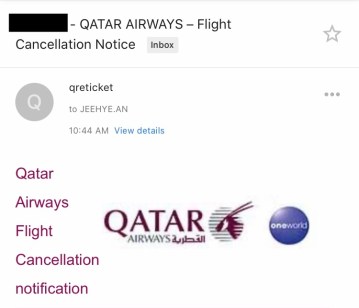 - QATAR AIRWAYS – Flight
Cancellation Notice Inbox
Q
qreticket
to JEEHYE.AN
10:44 AM View details
Qatar
Airways
Flight
Cancellation
notification
QATAR
AIRWAYS القطرية
oneworld